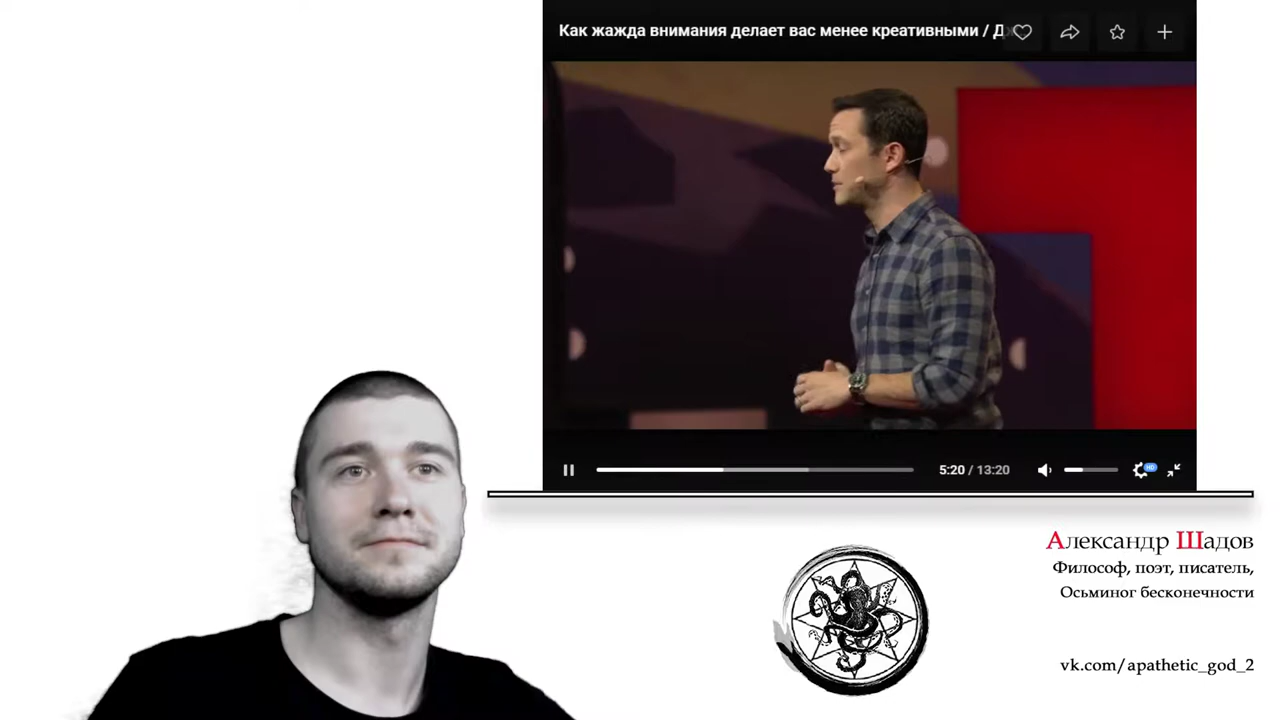 Как жажда внимания делает вас менее креативными / Д
5:20 / 13:20
HD
Александр Шадов
Философ, поэт, писатель,
Осьминог бесконечности
vk.com/apathetic_god_2